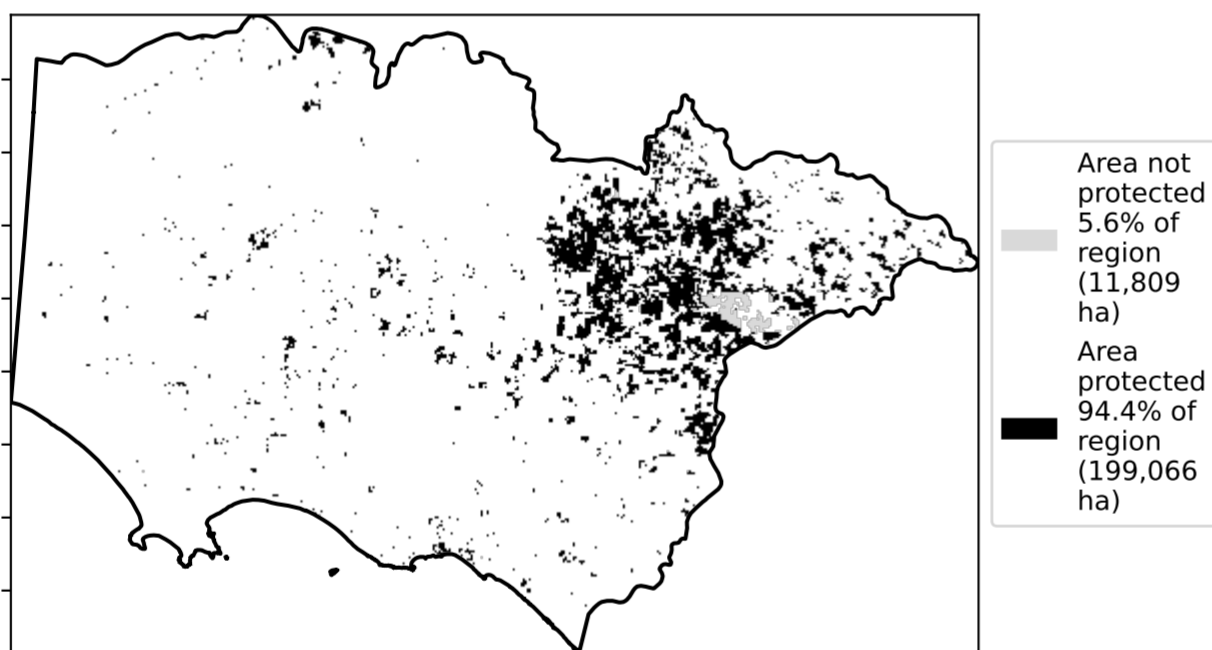 Area not
protected
5.6% of
region
(11,809
ha)
Area
protected
94.4% of
region
(199,066
ha)